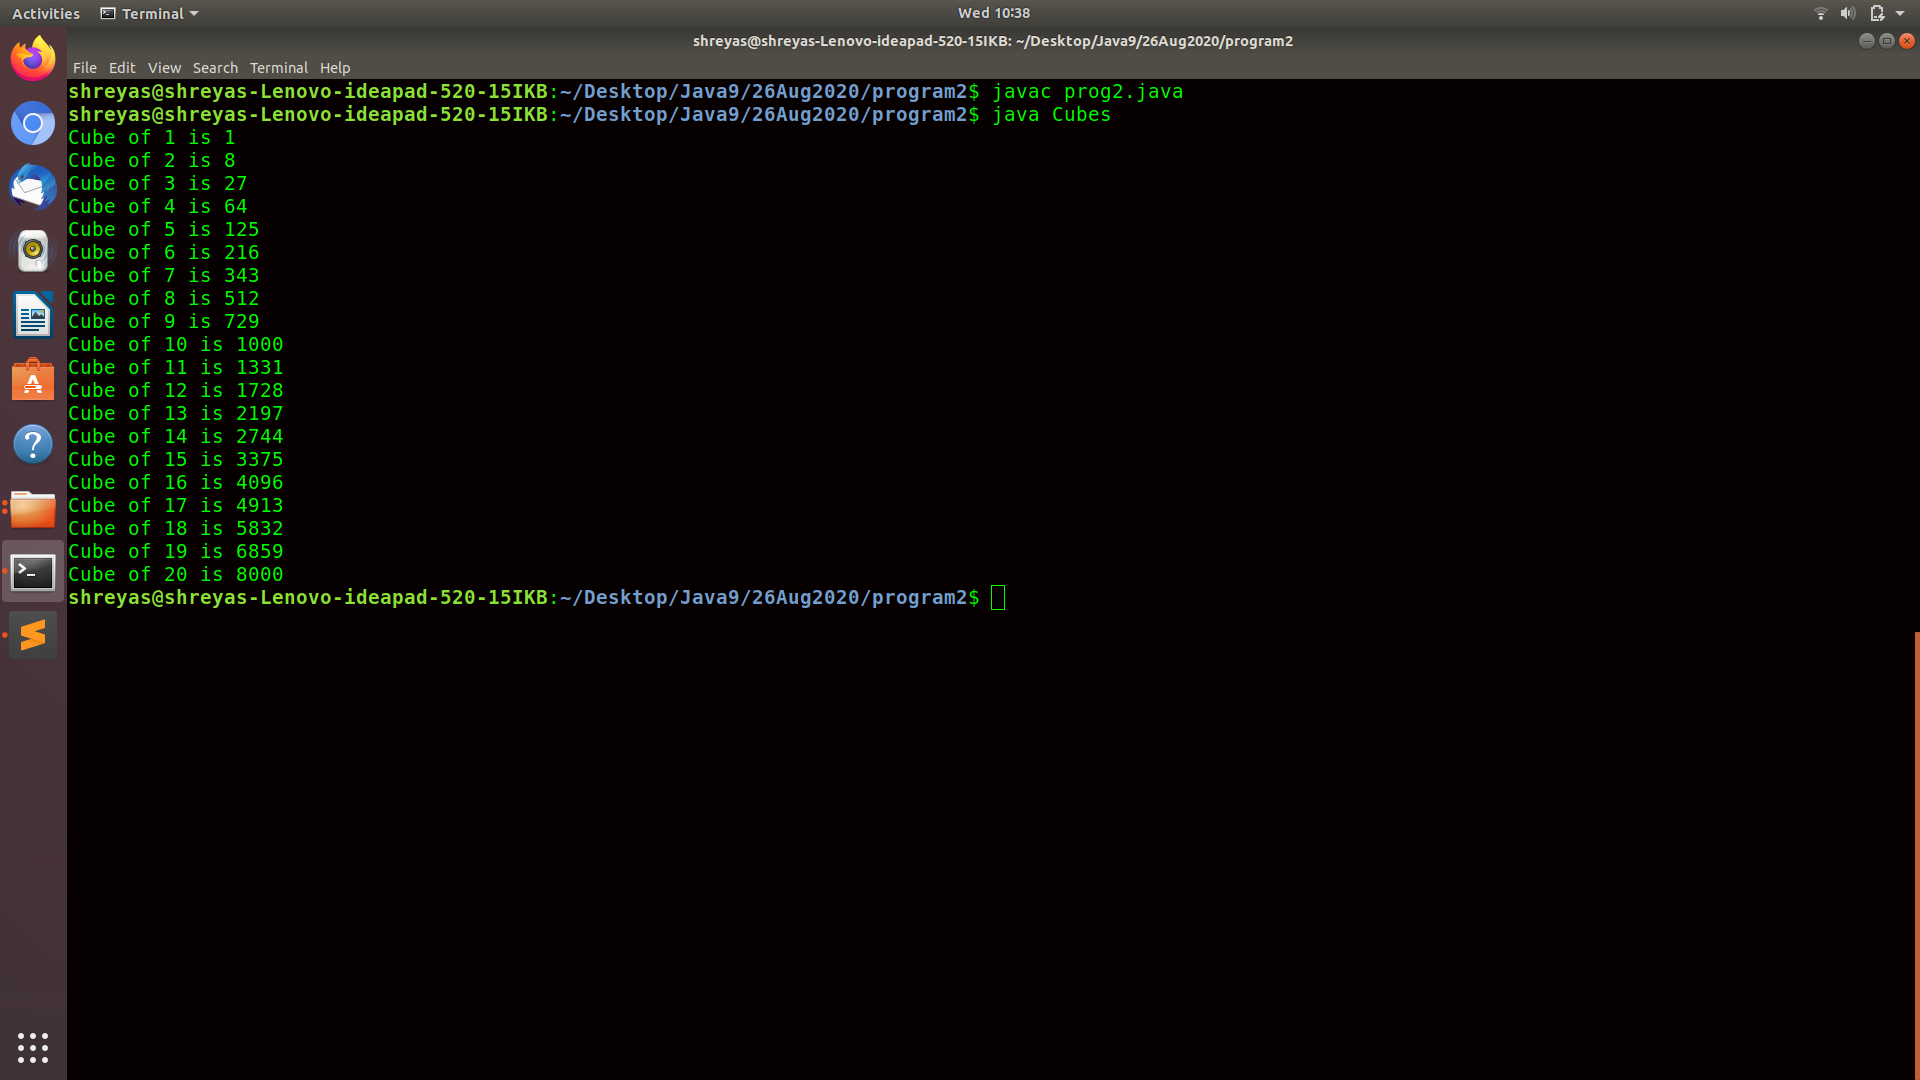 Activities Terminal Wed 10:38
shreyas@shreyas-Lenovo-ideapad-520-15IKB: ~/Desktop/Java9/26Aug2020/program2
File Edit View Search Terminal Help
shreyas@shreyas-Lenovo-ideapad-520-15IKB:~/Desktop/Java9/26Aug2020/program2$ javac prog2.java
shreyas@shreyas-Lenovo-ideapad-520-15IKB:~/Desktop/Java9/26Aug2020/program2$ java Cubes
Cube of 1 is 1
Cube of 2 is 8
Cube of 3 is 27
Cube of 4 is 64
Cube of 5 is 125
Cube of 6 is 216
Cube of 7 is 343
Cube of 8 is 512
Cube of 9 is 729
Cube of 10 is 1000
Cube of 11 is 1331
Cube of 12 is 1728
Cube of 13 is 2197
Cube of 14 is 2744
Cube of 15 is 3375
Cube of 16 is 4096
Cube of 17 is 4913
Cube of 18 is 5832
Cube of 19 is 6859
Cube of 20 is 8000
shreyas@shreyas-Lenovo-ideapad-520-15IKB:~/Desktop/Java9/26Aug2020/program2$